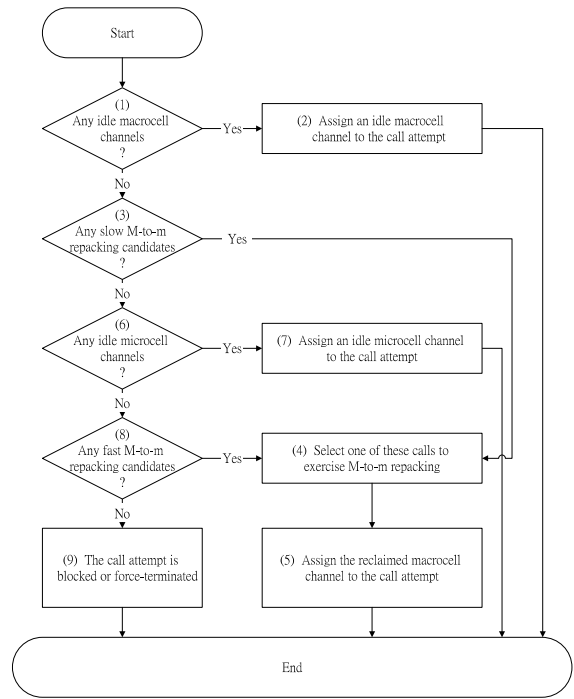 Start
(1)
Any idle macrocell
channels
?
Yes
(2) Assign an idle macrocell
channel to the call attempt
No
(3)
Any slow M-to-m
repacking candidates
?
Yes
No
(6)
Any idle microcell
channels
?
Yes
(7) Assign an idle microcell channel
to the call attempt
No
(8)
Any fast M-to-m
repacking candidates
?
Yes
(4) Select one of these calls to
exercise M-to-m repacking
No
(9) The call attempt is
blocked or force-terminated
(5) Assign the reclaimed macrocell
channel to the call attempt
End